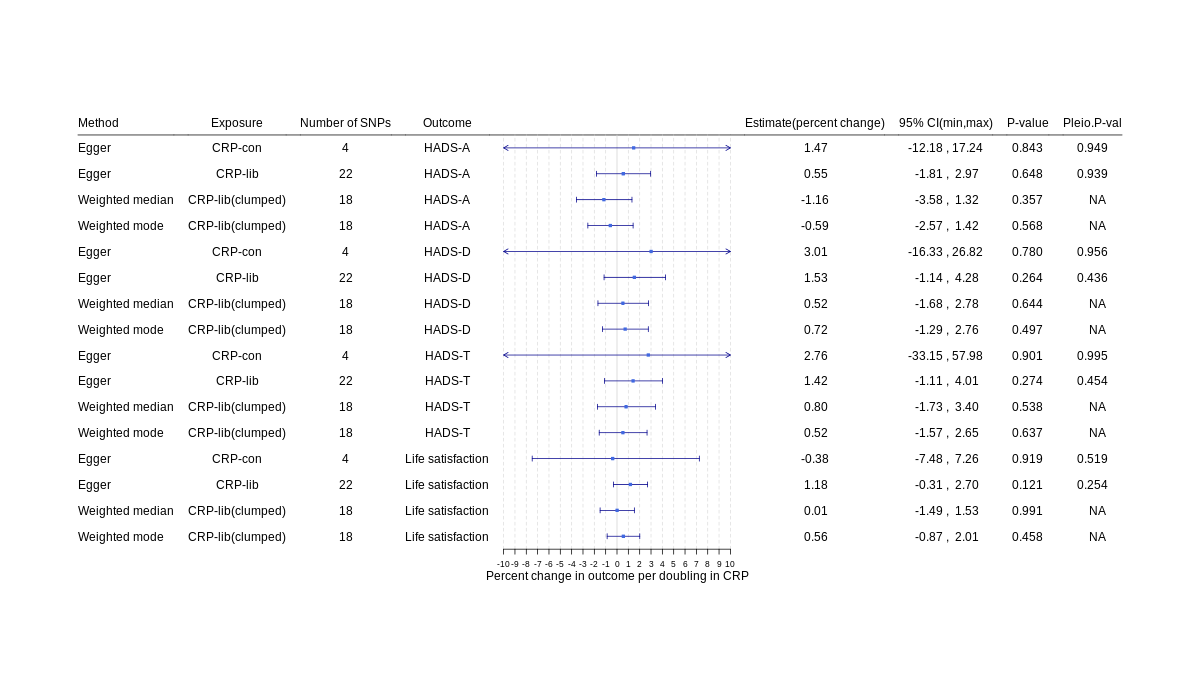 Method Exposure Number of SNPs Outcome Estimate(percent change) 95% CI(min,max) P-value Pleio.P-val
Egger CRP-con 4 HADS-A 1.47 -12.18 , 17.24 0.843 0.949
Egger CRP-lib 22 HADS-A 0.55 -1.81 , 2.97 0.648 0.939
Weighted median CRP-lib(clumped) 18 HADS-A -1.16 -3.58 , 1.32 0.357 NA
Weighted mode CRP-lib(clumped) 18 HADS-A -0.59 -2.57 , 1.42 0.568 NA
Egger CRP-con 4 HADS-D 3.01 -16.33 , 26.82 0.780 0.956
Egger CRP-lib 22 HADS-D 1.53 -1.14 , 4.28 0.264 0.436
Weighted median CRP-lib(clumped) 18 HADS-D 0.52 -1.68 , 2.78 0.644 NA
Weighted mode CRP-lib(clumped) 18 HADS-D 0.72 -1.29 , 2.76 0.497 NA
Egger CRP-con 4 HADS-T 2.76 -33.15 , 57.98 0.901 0.995
Egger CRP-lib 22 HADS-T 1.42 -1.11 , 4.01 0.274 0.454
Weighted median CRP-lib(clumped) 18 HADS-T 0.80 -1.73 , 3.40 0.538 NA
Weighted mode CRP-lib(clumped) 18 HADS-T 0.52 -1.57 , 2.65 0.637 NA
Egger CRP-con 4 Life satisfaction -0.38 -7.48 , 7.26 0.919 0.519
Egger CRP-lib 22 Life satisfaction 1.18 -0.31 , 2.70 0.121 0.254
Weighted median CRP-lib(clumped) 18 Life satisfaction 0.01 -1.49 , 1.53 0.991 NA
Weighted mode CRP-lib(clumped) 18 Life satisfaction 0.56 -0.87 , 2.01 0.458 NA
-10 -9 -8 -7 -6 -5 -4 -3 -2 -1 0 1 2 3 4 5 6 7 8 9 10
Percent change in outcome per doubling in CRP